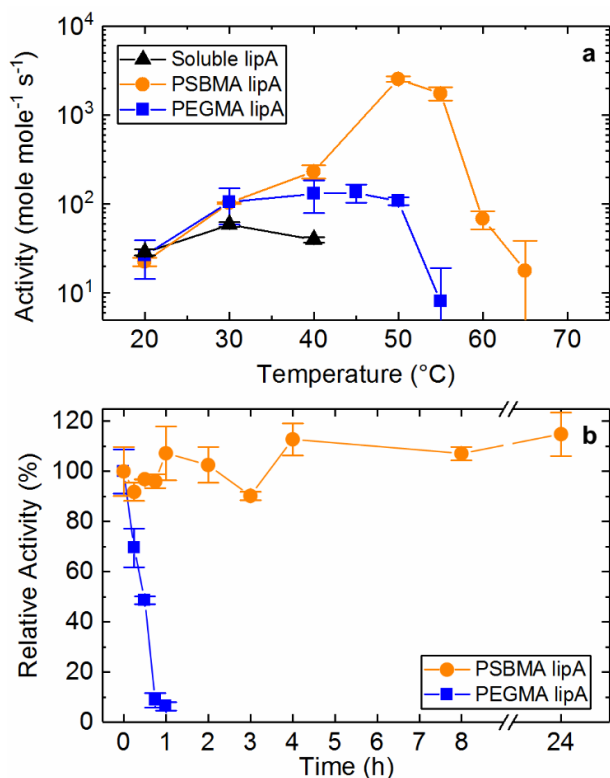 a
Activity (mole mole⁻¹ s⁻¹)
10⁴
10³
10²
10¹
Soluble lipA
PSBMA lipA
PEGMA lipA
20 30 40 50 60 70
Temperature (°C)
b
Relative Activity (%)
120
100
80
60
40
20
0
PSBMA lipA
PEGMA lipA
0 1 2 3 4 5 6 7 8 24
Time (h)